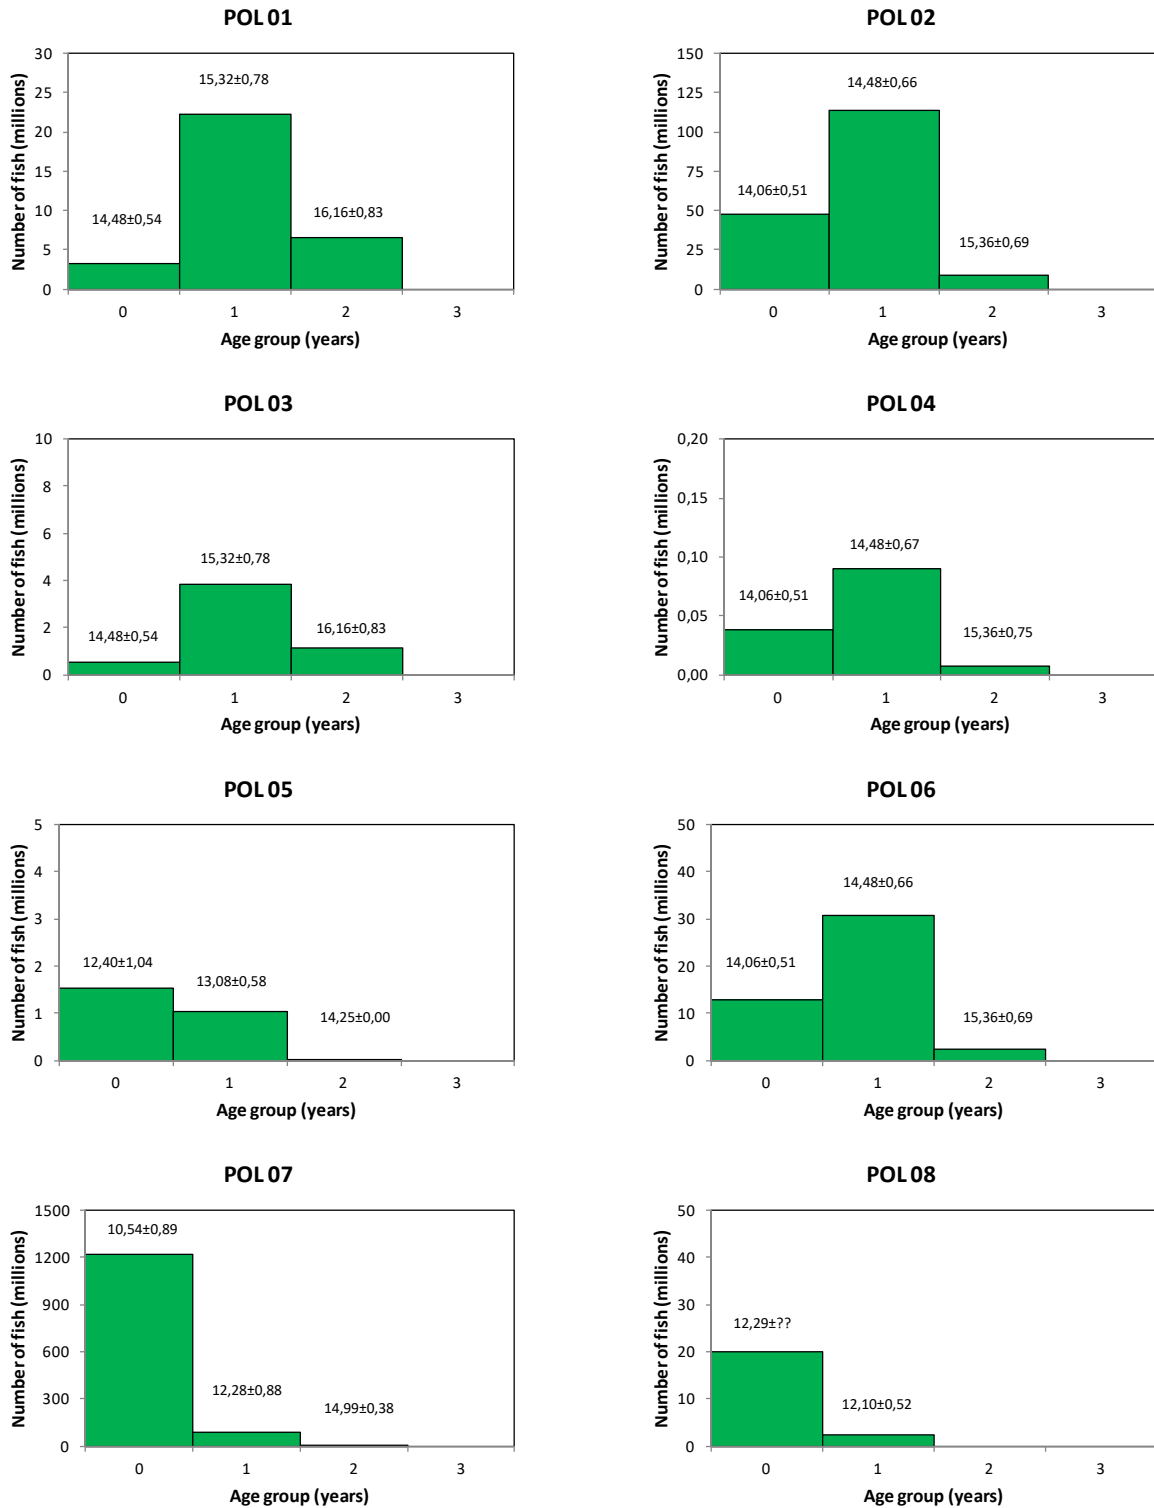 POL 01
Number of fish (millions)
30
25
20
15
10
5
0
14,48±0,54
15,32±0,78
16,16±0,83
0 1 2 3
Age group (years)
POL 02
Number of fish (millions)
150
125
100
75
50
25
0
14,06±0,51
14,48±0,66
15,36±0,69
0 1 2 3
Age group (years)
POL 03
Number of fish (millions)
10
8
6
4
2
0
14,48±0,54
15,32±0,78
16,16±0,83
0 1 2 3
Age group (years)
POL 04
Number of fish (millions)
0,20
0,15
0,10
0,05
0,00
14,06±0,51
14,48±0,67
15,36±0,75
0 1 2 3
Age group (years)
POL 05
Number of fish (millions)
5
4
3
2
1
0
12,40±1,04
13,08±0,58
14,25±0,00
0 1 2 3
Age group (years)
POL 06
Number of fish (millions)
50
40
30
20
10
0
14,06±0,51
14,48±0,66
15,36±0,69
0 1 2 3
Age group (years)
POL 07
Number of fish (millions)
1500
1200
900
600
300
0
10,54±0,89
12,28±0,88
14,99±0,38
0 1 2 3
Age group (years)
POL 08
Number of fish (millions)
50
40
30
20
10
0
12,29±??
12,10±0,52
0 1 2 3
Age group (years)